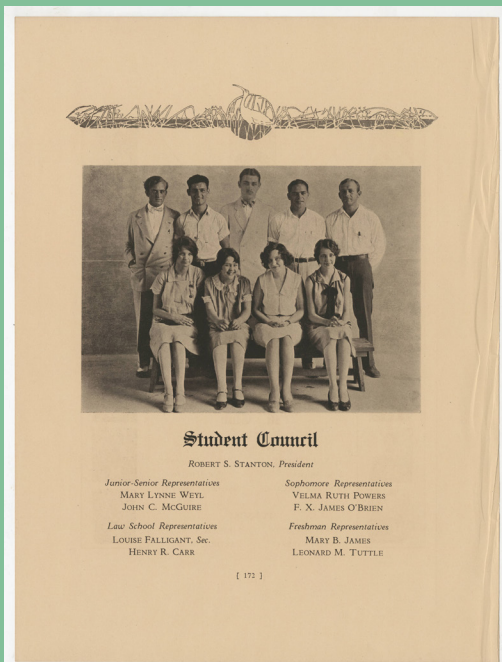 Student Council
ROBERT S. STANTON, President
Junior-Senior Representatives
MARY LYNNE WEYL
JOHN C. MCGUIRE
Law School Representatives
LOUISE FALLIGANT, Sec.
HENRY R. CARR
Sophomore Representatives
VELMA RUTH POWERS
F. X. JAMES O'BRIEN
Freshman Representatives
MARY B. JAMES
LEONARD M. TUTTLE
[ 172 ]